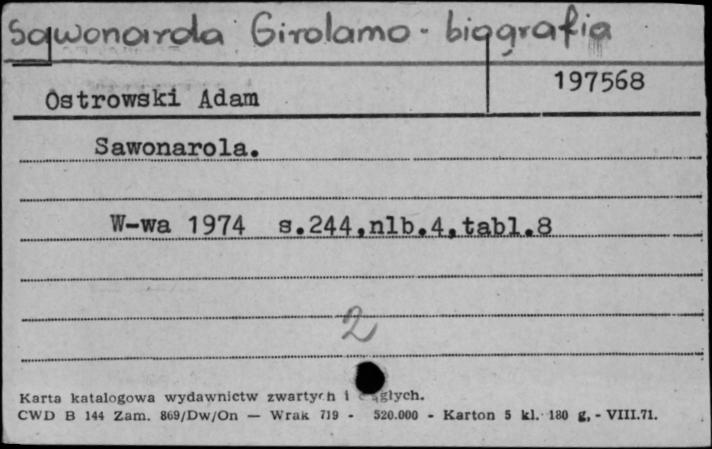 Sawonarola Girolamo - biografia
197568
Ostrowski Adam
Sawonarola.
W-wa 1974 s.244,nlb.4,tabl.8
2
Karta katalogowa wydawnictw zwartych i ciągłych.
CWD B 144 Zam. 869/Dw/On — Wrak 719 - 520.000 - Karton 5 kl. 180 g, - VIII.71.